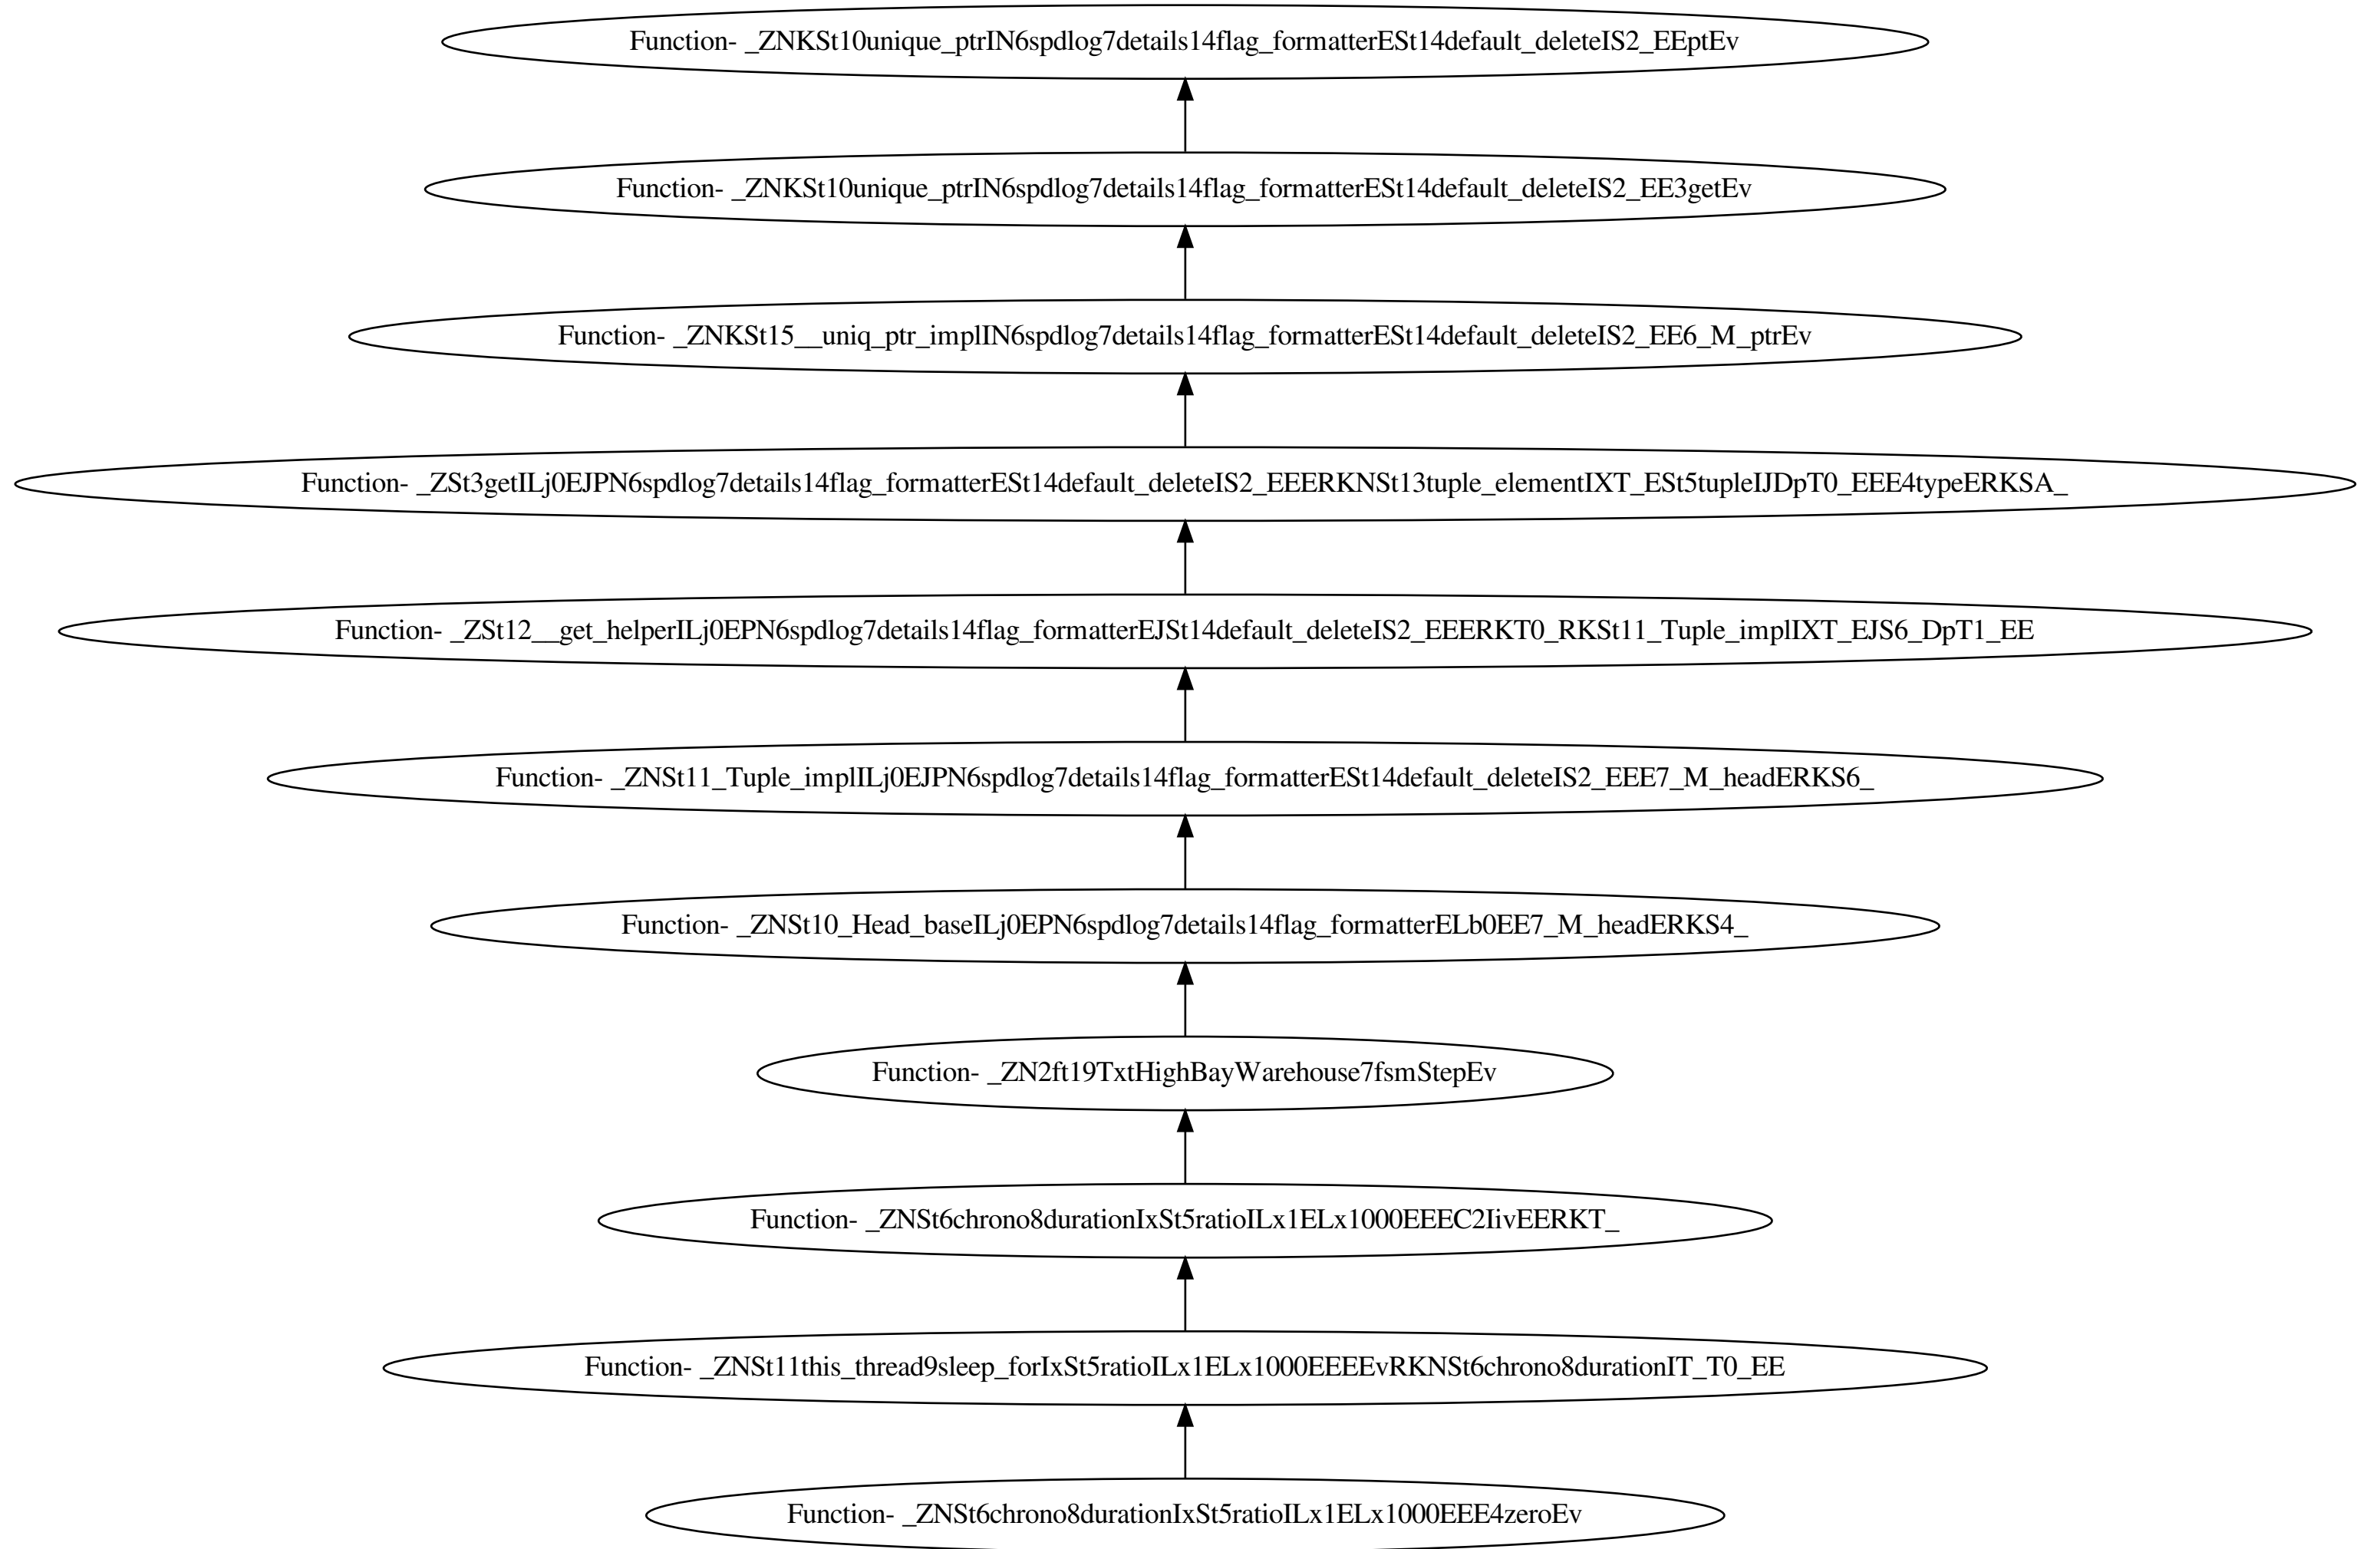 Function- _ZNKSt10unique_ptrIN6spdlog7details14flag_formatterESt14default_deleteIS2_EEptEv
Function- _ZNKSt10unique_ptrIN6spdlog7details14flag_formatterESt14default_deleteIS2_EE3getEv
Function- _ZNKSt15__uniq_ptr_implIN6spdlog7details14flag_formatterESt14default_deleteIS2_EE6_M_ptrEv
Function- _ZSt3getILj0EJPN6spdlog7details14flag_formatterESt14default_deleteIS2_EEERKNSt13tuple_elementIXT_ESt5tupleIJDpT0_EEE4typeERKSA_
Function- _ZSt12__get_helperILj0EPN6spdlog7details14flag_formatterEJSt14default_deleteIS2_EEERKT0_RKSt11_Tuple_implIXT_EJS6_DpT1_EE
Function- _ZNSt11_Tuple_implILj0EJPN6spdlog7details14flag_formatterESt14default_deleteIS2_EEE7_M_headERKS6_
Function- _ZNSt10_Head_baseILj0EPN6spdlog7details14flag_formatterELb0EE7_M_headERKS4_
Function- _ZN2ft19TxtHighBayWarehouse7fsmStepEv
Function- _ZNSt6chrono8durationIxSt5ratioILx1ELx1000EEEC2IivEERKT_
Function- _ZNSt11this_thread9sleep_forIxSt5ratioILx1ELx1000EEEEvRKNSt6chrono8durationIT_T0_EE
Function- _ZNSt6chrono8durationIxSt5ratioILx1ELx1000EEE4zeroEv